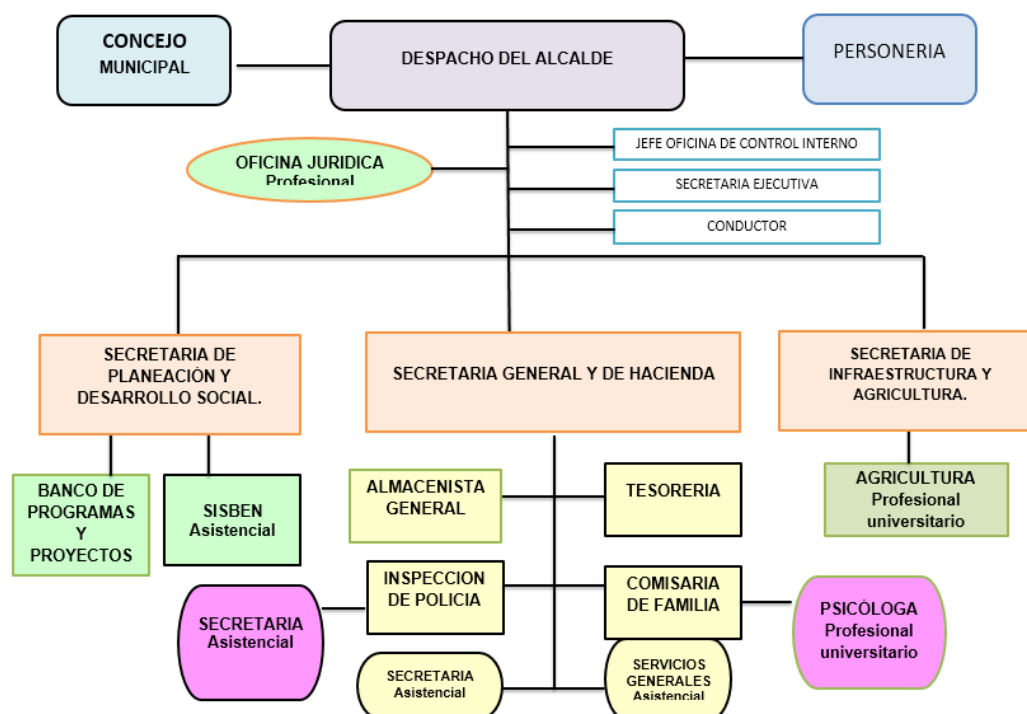 CONCEJO
MUNICIPAL
DESPACHO DEL ALCALDE
PERSONERIA
OFICINA JURIDICA
Profesional
JEFE OFICINA DE CONTROL INTERNO
SECRETARIA EJECUTIVA
CONDUCTOR
SECRETARIA DE
PLANEACIÓN Y
DESARROLLO SOCIAL.
SECRETARIA GENERAL Y DE HACIENDA
SECRETARIA DE
INFRAESTRUCTURA Y
AGRICULTURA.
BANCO DE
PROGRAMAS
Y
PROYECTOS
SISBEN
Asistencial
ALMACENISTA
GENERAL
TESORERIA
AGRICULTURA
Profesional
universitario
INSPECCION
DE POLICIA
COMISARIA
DE FAMILIA
SECRETARIA
Asistencial
PSICÓLOGA
Profesional
universitario
SECRETARIA
Asistencial
SERVICIOS
GENERALES
Asistencial